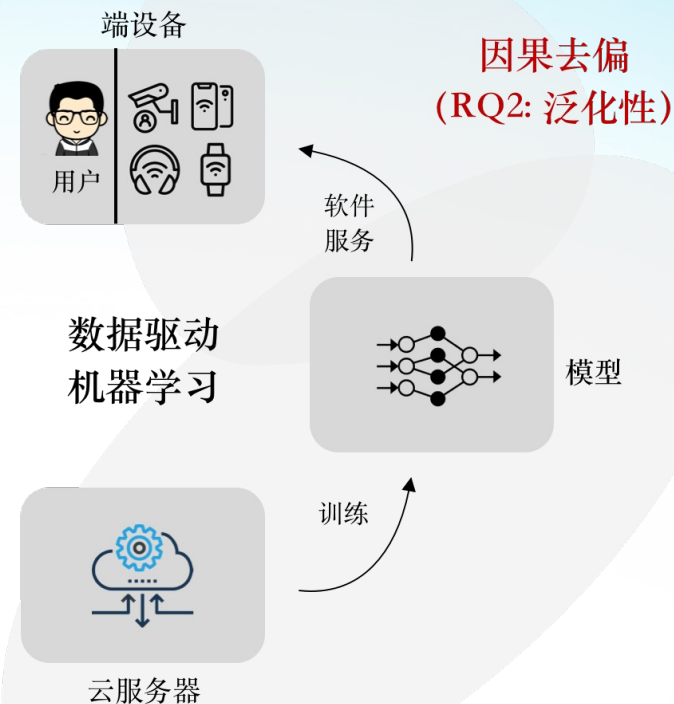 端设备
因果去偏
(RQ2: 泛化性)
用户
软件
服务
数据驱动
机器学习
模型
训练
云服务器